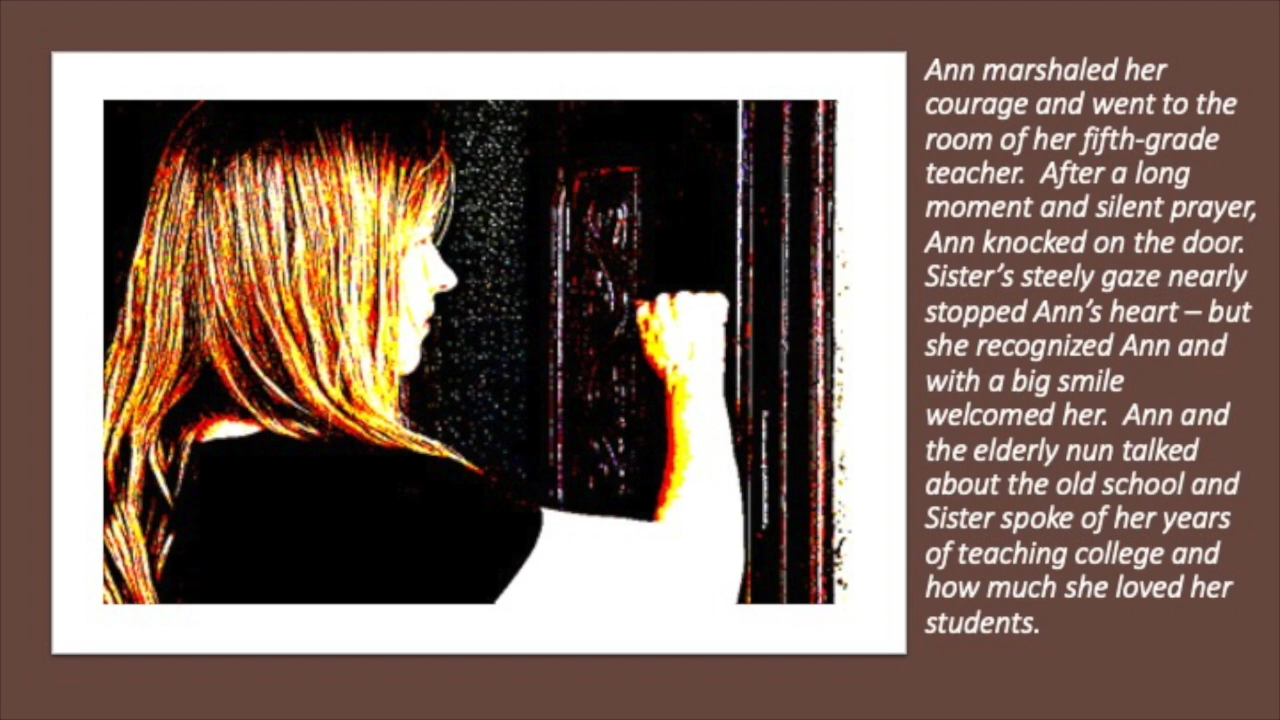 Ann marshaled her
courage and went to the
room of her fifth-grade
teacher.  After a long
moment and silent prayer,
Ann knocked on the door.
Sister’s steely gaze nearly
stopped Ann’s heart – but
she recognized Ann and
with a big smile
welcomed her.  Ann and
the elderly nun talked
about the old school and
Sister spoke of her years
of teaching college and
how much she loved her
students.